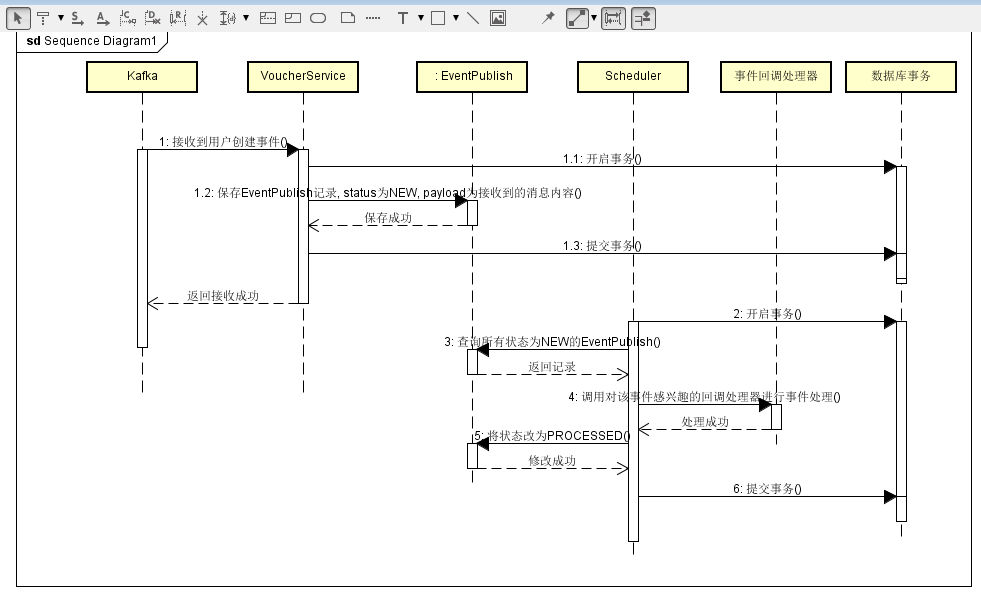 sd Sequence Diagram1
Kafka
VoucherService
: EventPublish
Scheduler
事件回调处理器
数据库事务
1: 接收到用户创建事件()
1.1: 开启事务()
1.2: 保存EventPublish记录, status为NEW, payload为接收到的消息内容()
保存成功
1.3: 提交事务()
返回接收成功
2: 开启事务()
3: 查询所有状态为NEW的EventPublish()
返回记录
4: 调用对该事件感兴趣的回调处理器进行事件处理()
处理成功
5: 将状态改为PROCESSED()
修改成功
6: 提交事务()